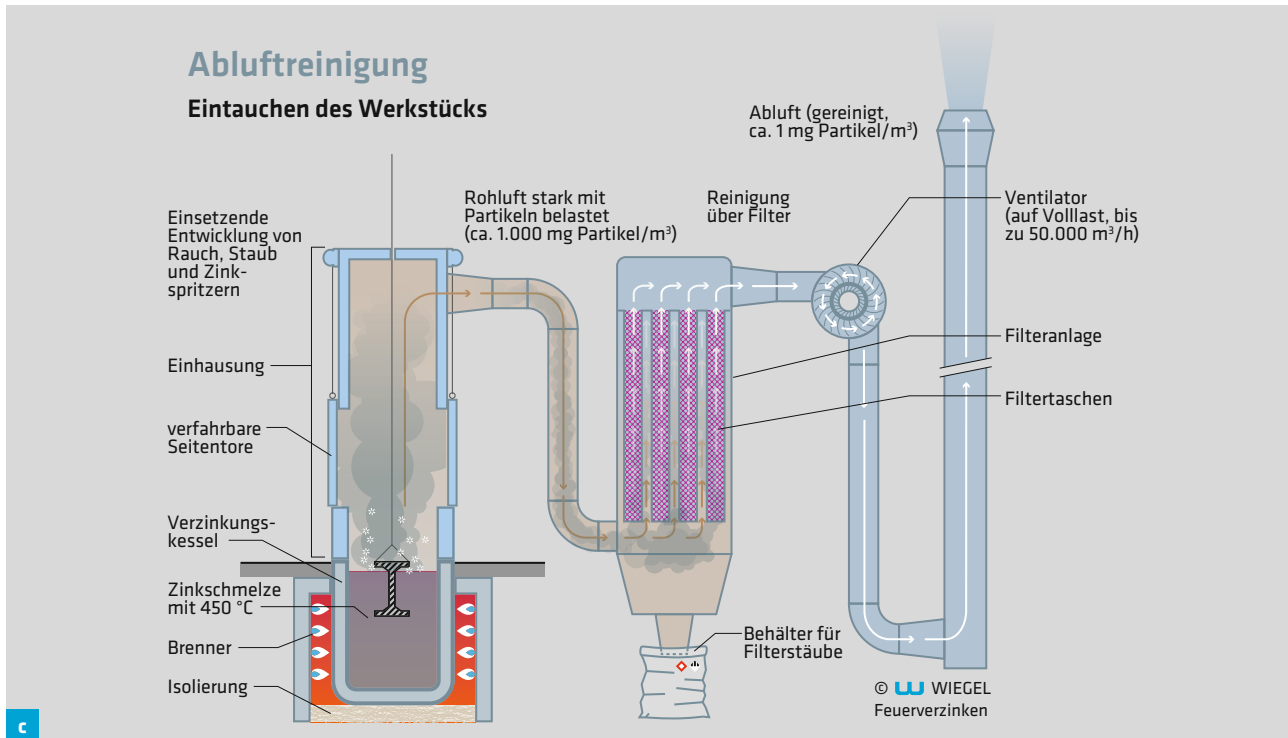 Abluftreinigung
Eintauchen des Werkstücks
Einsetzende
Entwicklung von
Rauch, Staub
und Zink-
spritzern
Einhausung
verfahrbare
Seitentore
Verzinkungs-
kessel
Zinkschmelze
mit 450 °C
Brenner
Isolierung
Rohluft stark mit
Partikeln belastet
(ca. 1.000 mg Partikel/m³)
Reinigung
über Filter
Abluft (gereinigt,
ca. 1 mg Partikel/m³)
Ventilator
(auf Volllast, bis
zu 50.000 m³/h)
Filteranlage
Filtertaschen
Behälter für
Filterstäube
© WIEGEL
Feuerverzinken
c